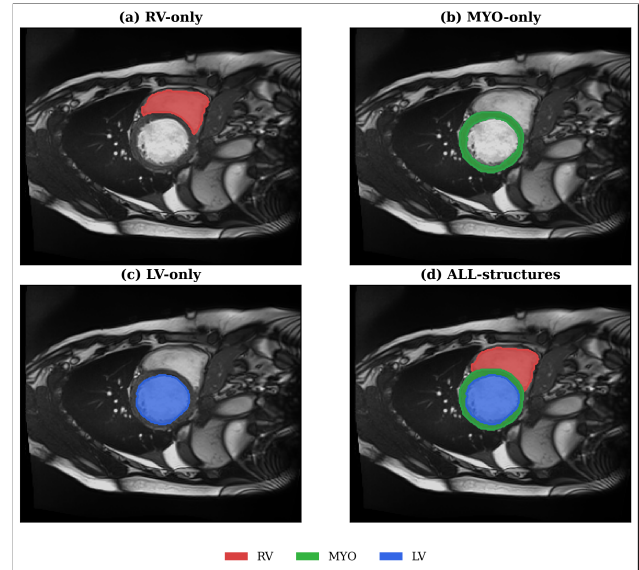 (a) RV-only
(b) MYO-only
(c) LV-only
(d) ALL-structures
RV
MYO
LV